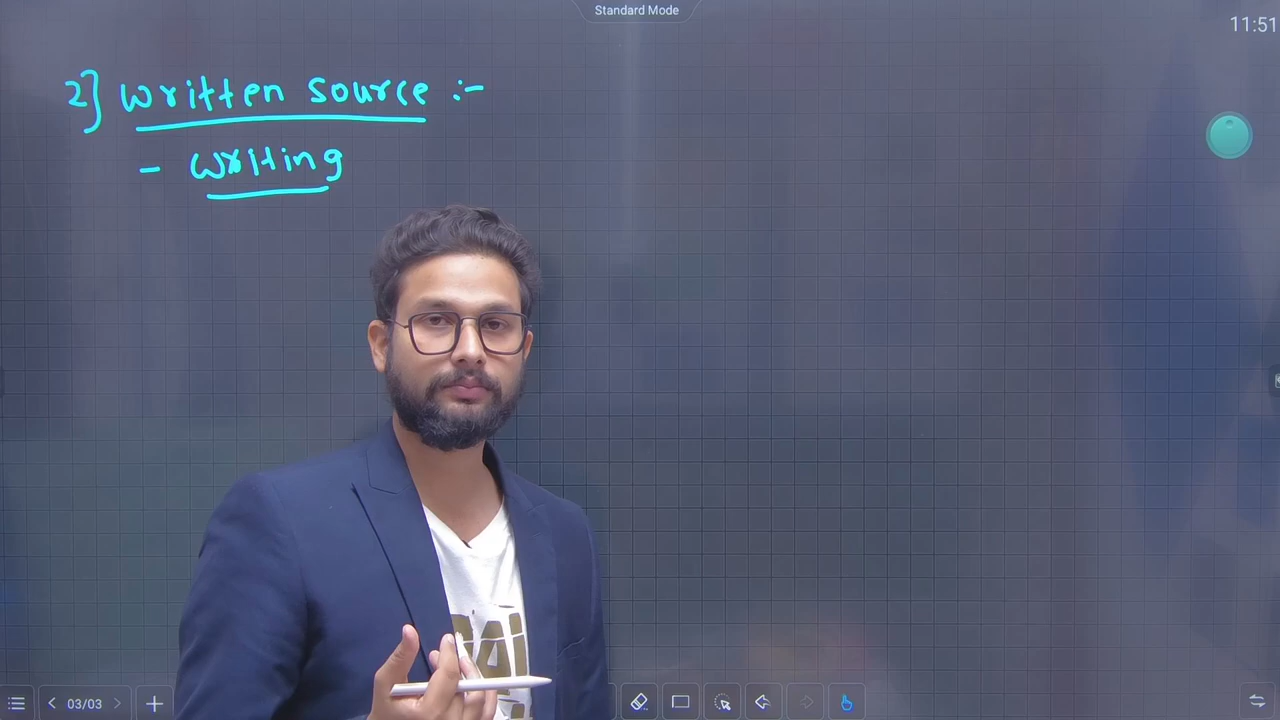 Standard Mode
11:51
2] Written Source :-
- Writing
03/03